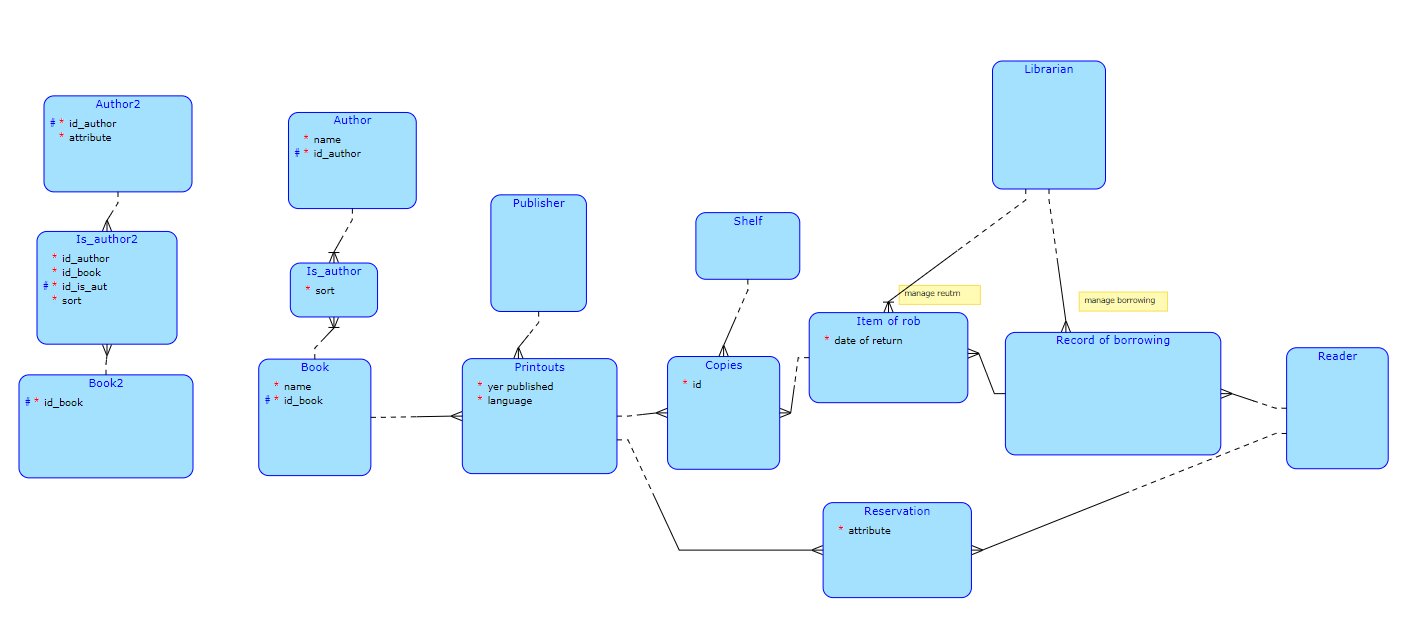 Librarian
Author2
# * id_author
* attribute
Author
* name
# * id_author
Publisher
Shelf
Is_author2
* id_author
* id_book
# * id_is_aut
* sort
Is_author
* sort
manage reutrn
manage borrowing
Item of rob
* date of return
Record of borrowing
Reader
Book
* name
# * id_book
Printouts
* yer published
* language
Copies
* id
Book2
# * id_book
Reservation
* attribute